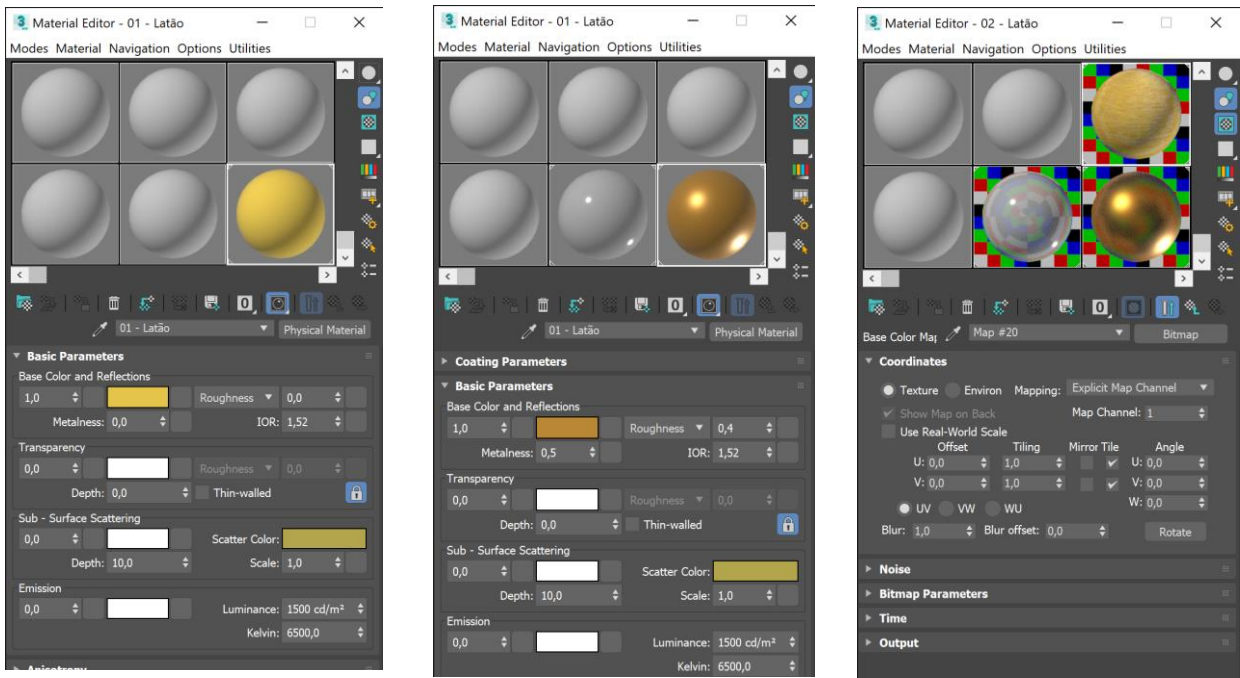 Material Editor - 01 - Latão
Modes Material Navigation Options Utilities
01 - Latão Physical Material
Basic Parameters
Base Color and Reflections
1,0 Roughness 0,0
Metalness: 0,0 IOR: 1,52
Transparency
0,0 Roughness 0,0
Depth: 0,0 Thin-walled
Sub - Surface Scattering
0,0 Scatter Color:
Depth: 10,0 Scale: 1,0
Emission
0,0 Luminance: 1500 cd/m²
Kelvin: 6500,0
Anisotropy
Material Editor - 01 - Latão
Modes Material Navigation Options Utilities
01 - Latão Physical Material
Coating Parameters
Basic Parameters
Base Color and Reflections
1,0 Roughness 0,4
Metalness: 0,5 IOR: 1,52
Transparency
0,0 Roughness 0,0
Depth: 0,0 Thin-walled
Sub - Surface Scattering
0,0 Scatter Color:
Depth: 10,0 Scale: 1,0
Emission
0,0 Luminance: 1500 cd/m²
Kelvin: 6500,0
Material Editor - 02 - Latão
Modes Material Navigation Options Utilities
Base Color Map Map #20 Bitmap
Coordinates
Texture Environ Mapping: Explicit Map Channel
Show Map on Back Map Channel: 1
Use Real-World Scale
Offset Tiling Mirror Tile Angle
U: 0,0 1,0 U: 0,0
V: 0,0 1,0 V: 0,0
W: 0,0
UV VW WU
Blur: 1,0 Blur offset: 0,0 Rotate
Noise
Bitmap Parameters
Time
Output